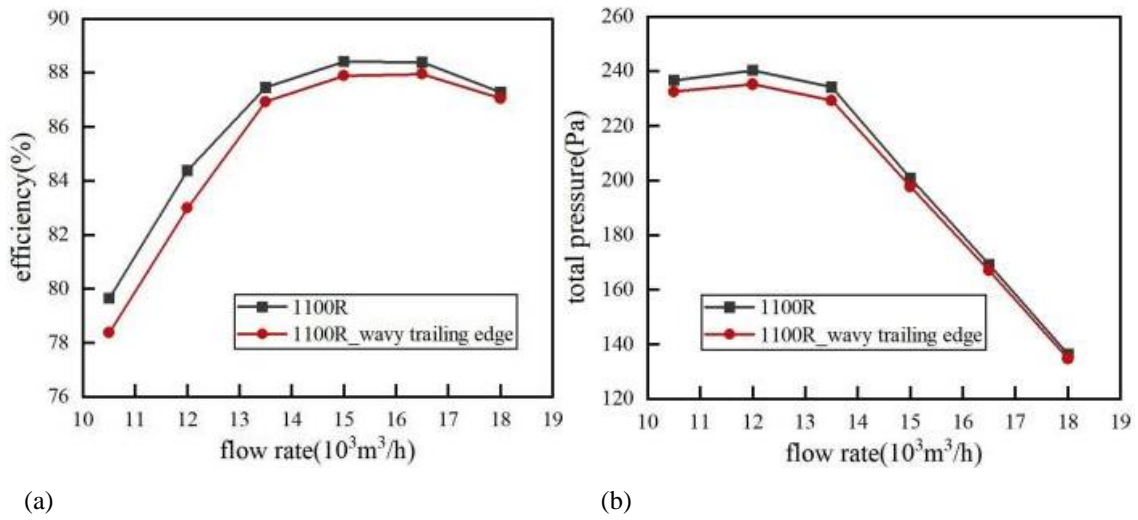 90
88
86
84
82
80
78
76
efficiency(%)
1100R
1100R_wavy trailing edge
10 11 12 13 14 15 16 17 18 19
flow rate(10³m³/h)
(a)
260
240
220
200
180
160
140
120
total pressure(Pa)
1100R
1100R_wavy trailing edge
10 11 12 13 14 15 16 17 18 19
flow rate(10³m³/h)
(b)